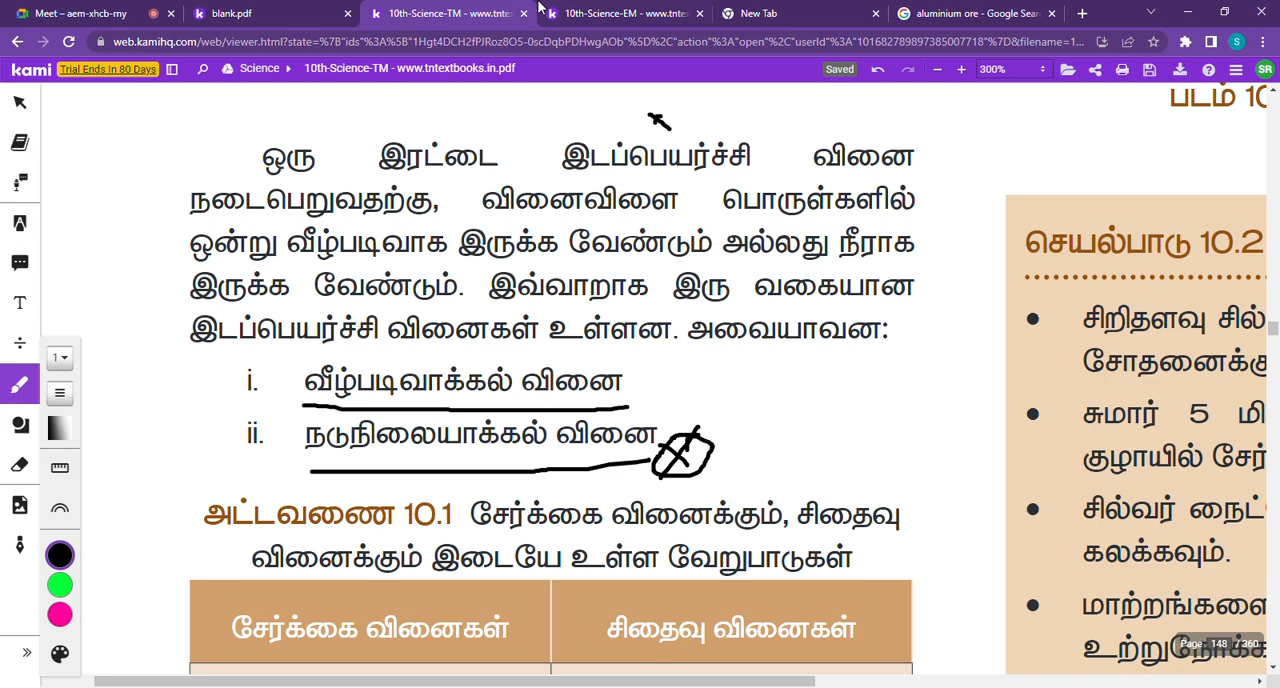 Meet – aem-xhcb-rny
blank.pdf
10th-Science-TM - www.tntex
10th-Science-EM - www.tntex
New Tab
aluminium ore - Google Sear
web.kamihq.com/web/viewer.html?state=%7B"ids"%3A%5B"1Hgt4DCH2fPJRoz8O5-0scDqbPDHwgAOb"%5D%2C"action"%3A"open"%2C"userId"%3A"101682789897385007718"%7D&filename=1...
S
kami Trial Ends In 80 Days Science 10th-Science-TM - www.tntextbooks.in.pdf Saved 300% SR
படம் 10
ஒரு இரட்டை இடப்பெயர்ச்சி வினை
நடைபெறுவதற்கு, வினைவிளை பொருள்களில்
ஒன்று வீழ்படிவாக இருக்க வேண்டும் அல்லது நீராக
இருக்க வேண்டும். இவ்வாறாக இரு வகையான
இடப்பெயர்ச்சி வினைகள் உள்ளன. அவையாவன:
i. வீழ்படிவாக்கல் வினை
ii. நடுநிலையாக்கல் வினை
அட்டவணை 10.1 சேர்க்கை வினைக்கும், சிதைவு
வினைக்கும் இடையே உள்ள வேறுபாடுகள்
சேர்க்கை வினைகள்
சிதைவு வினைகள்
செயல்பாடு 10.2
சிறிதளவு சில்
சோதனைக்கு
சுமார் 5 மி
குழாயில் சேர்
சில்வர் நைட்
கலக்கவும்.
மாற்றங்களை
உற்றுநோக்க
Page: 148 / 360
1
T